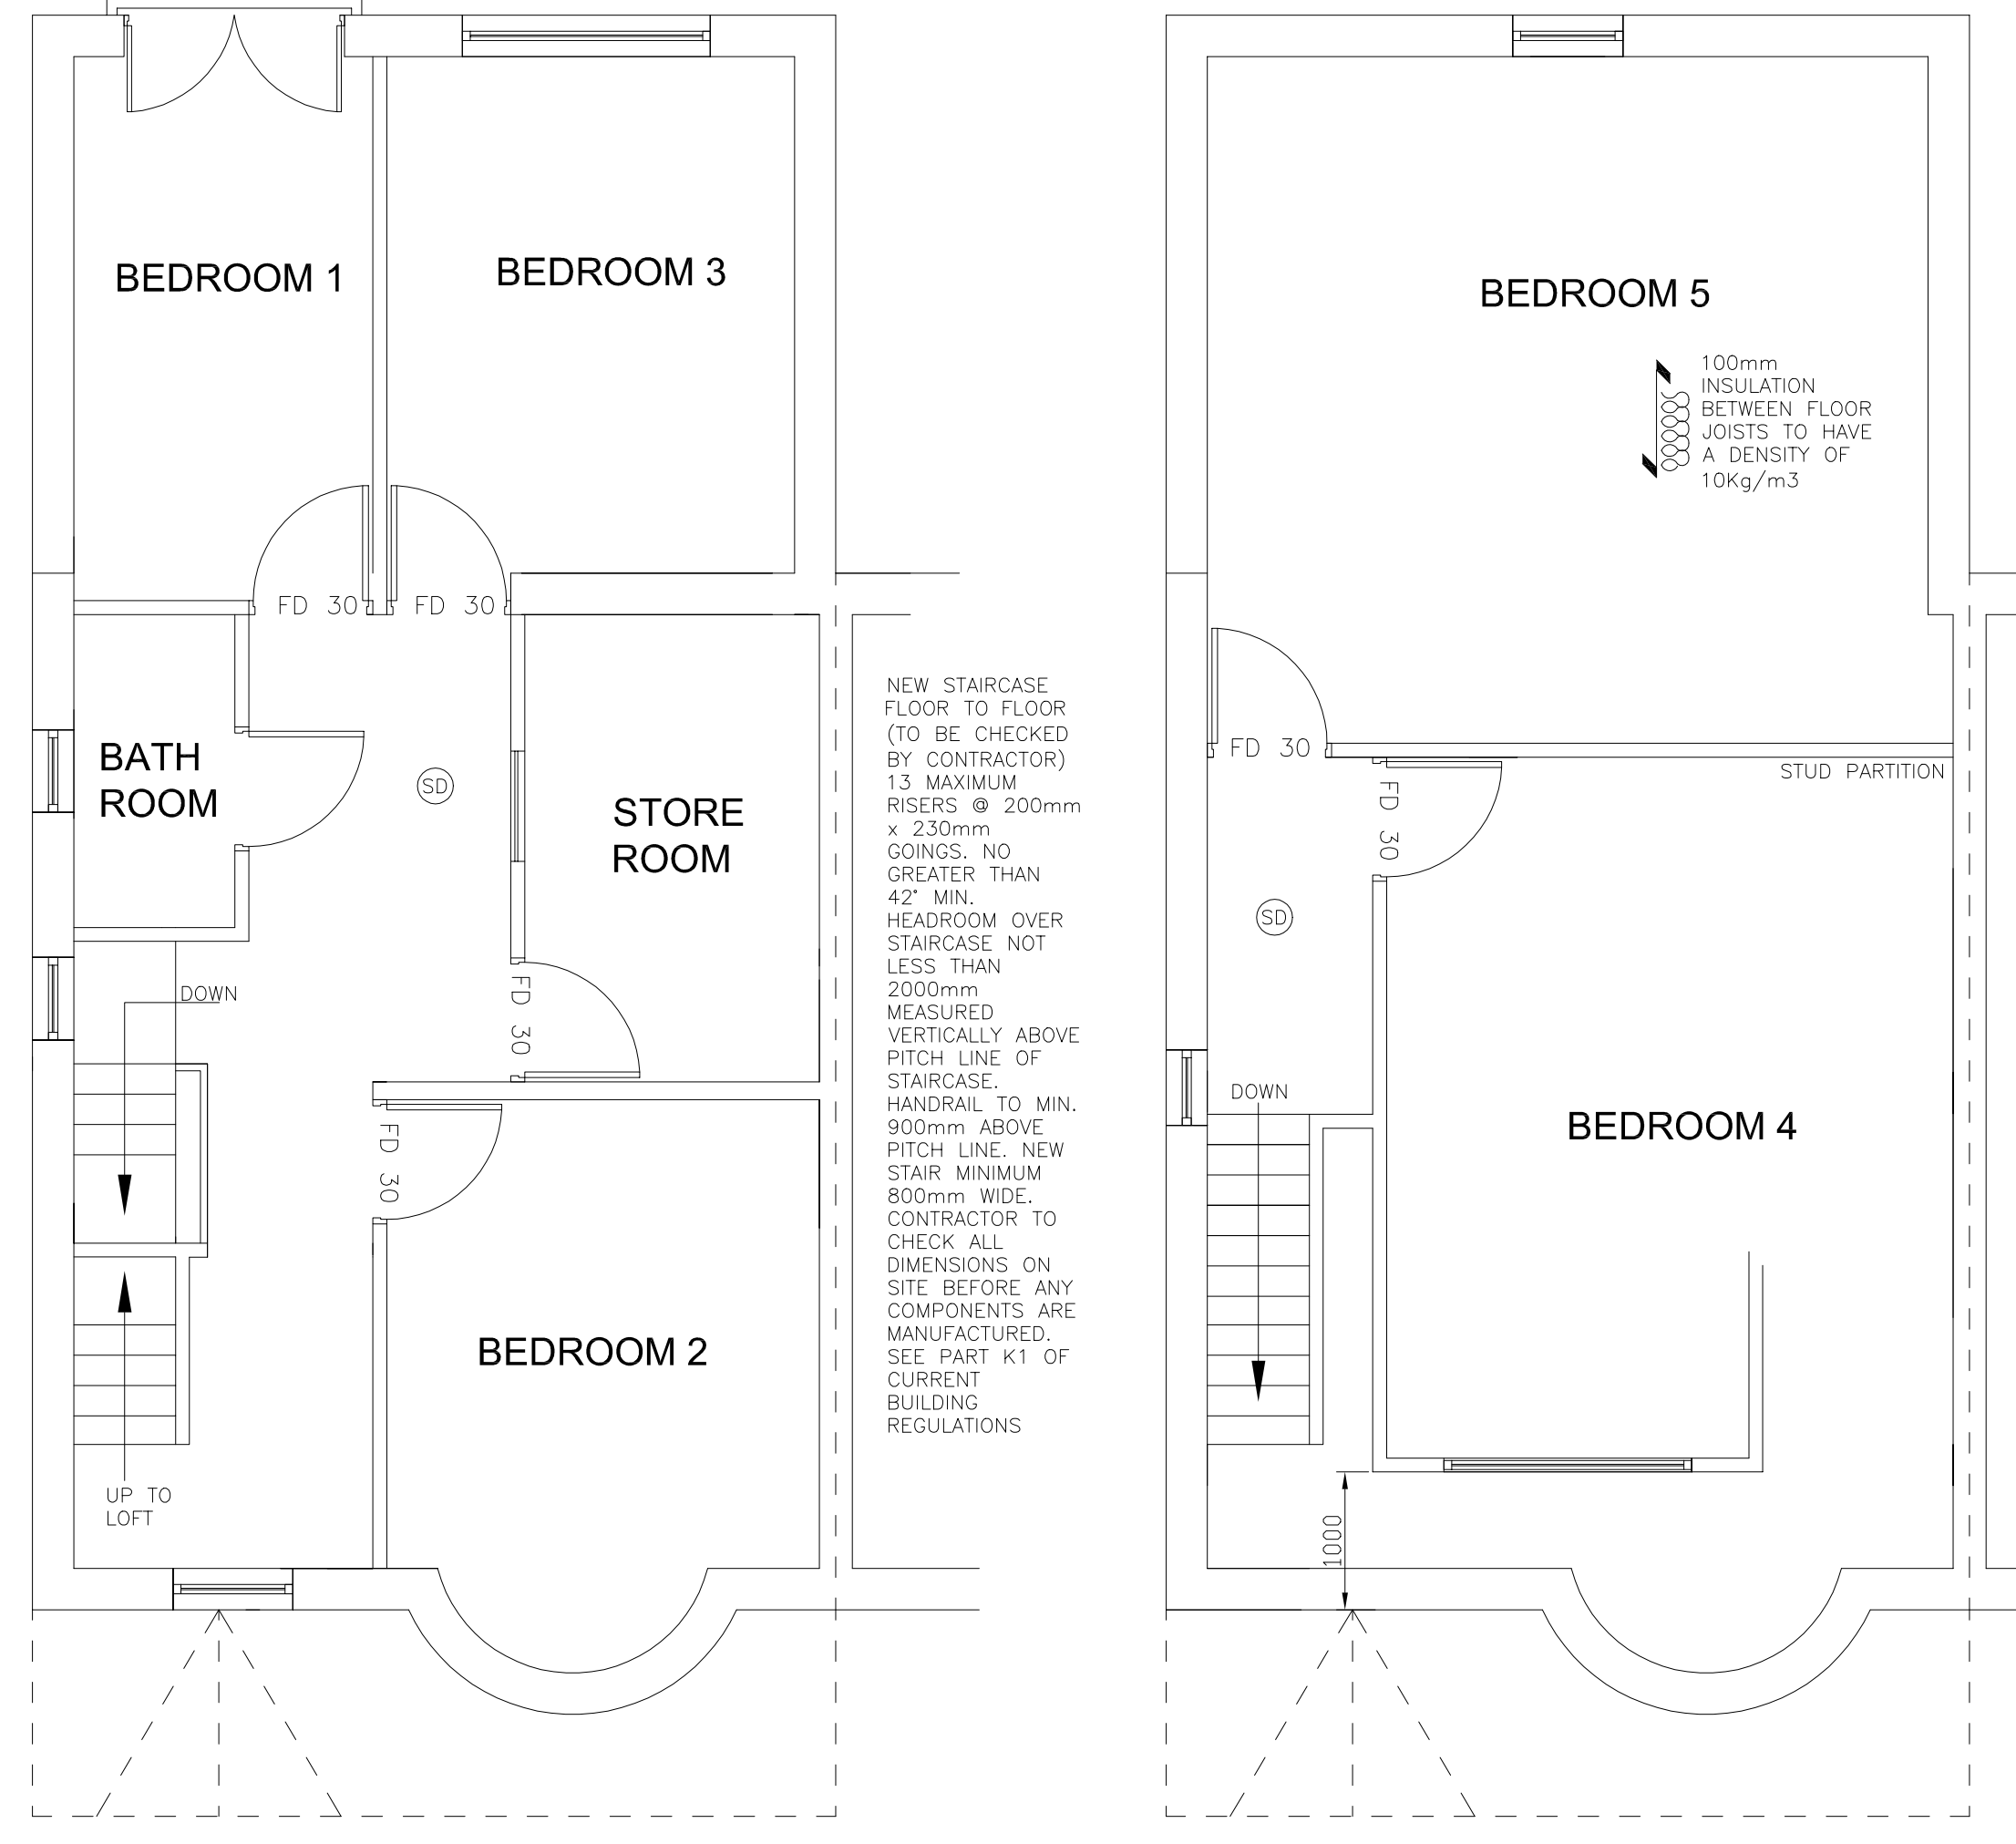 BEDROOM 1
BEDROOM 3
FD 30
FD 30
BATH
ROOM
SD
STORE
ROOM
DOWN
FD 30
FD 30
BEDROOM 2
UP TO
LOFT
NEW STAIRCASE
FLOOR TO FLOOR
(TO BE CHECKED
BY CONTRACTOR)
13 MAXIMUM
RISERS @ 200mm
x 230mm
GOINGS. NO
GREATER THAN
42° MIN.
HEADROOM OVER
STAIRCASE NOT
LESS THAN
2000mm
MEASURED
VERTICALLY ABOVE
PITCH LINE OF
STAIRCASE.
HANDRAIL TO MIN.
900mm ABOVE
PITCH LINE. NEW
STAIR MINIMUM
800mm WIDE.
CONTRACTOR TO
CHECK ALL
DIMENSIONS ON
SITE BEFORE ANY
COMPONENTS ARE
MANUFACTURED.
SEE PART K1 OF
CURRENT
BUILDING
REGULATIONS
BEDROOM 5
100mm
INSULATION
BETWEEN FLOOR
JOISTS TO HAVE
A DENSITY OF
10Kg/m3
FD 30
STUD PARTITION
FD 30
SD
DOWN
BEDROOM 4
1000